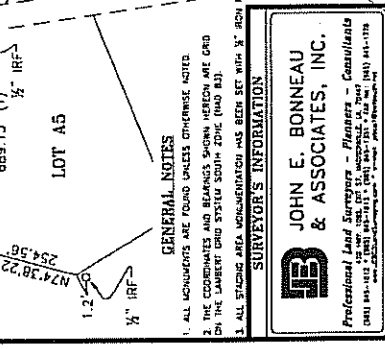 ½" IRF
LOT A5
N74°38'22
254.56'
1.2'
½" IRF
GENERAL NOTES
1. ALL MONUMENTS ARE FOUND UNLESS OTHERWISE NOTED.
2. THE COORDINATES AND BEARINGS SHOWN HEREON ARE GRID
ON THE LAMBERT GRID SYSTEM SOUTH ZONE (NAD 83).
3. ALL STAGING AREA MONUMENTATION HAS BEEN SET WITH ½" IRON
SURVEYOR'S INFORMATION
JOHN E. BONNEAU
& ASSOCIATES, INC.
Professional Land Surveyors - Planners - Consultants